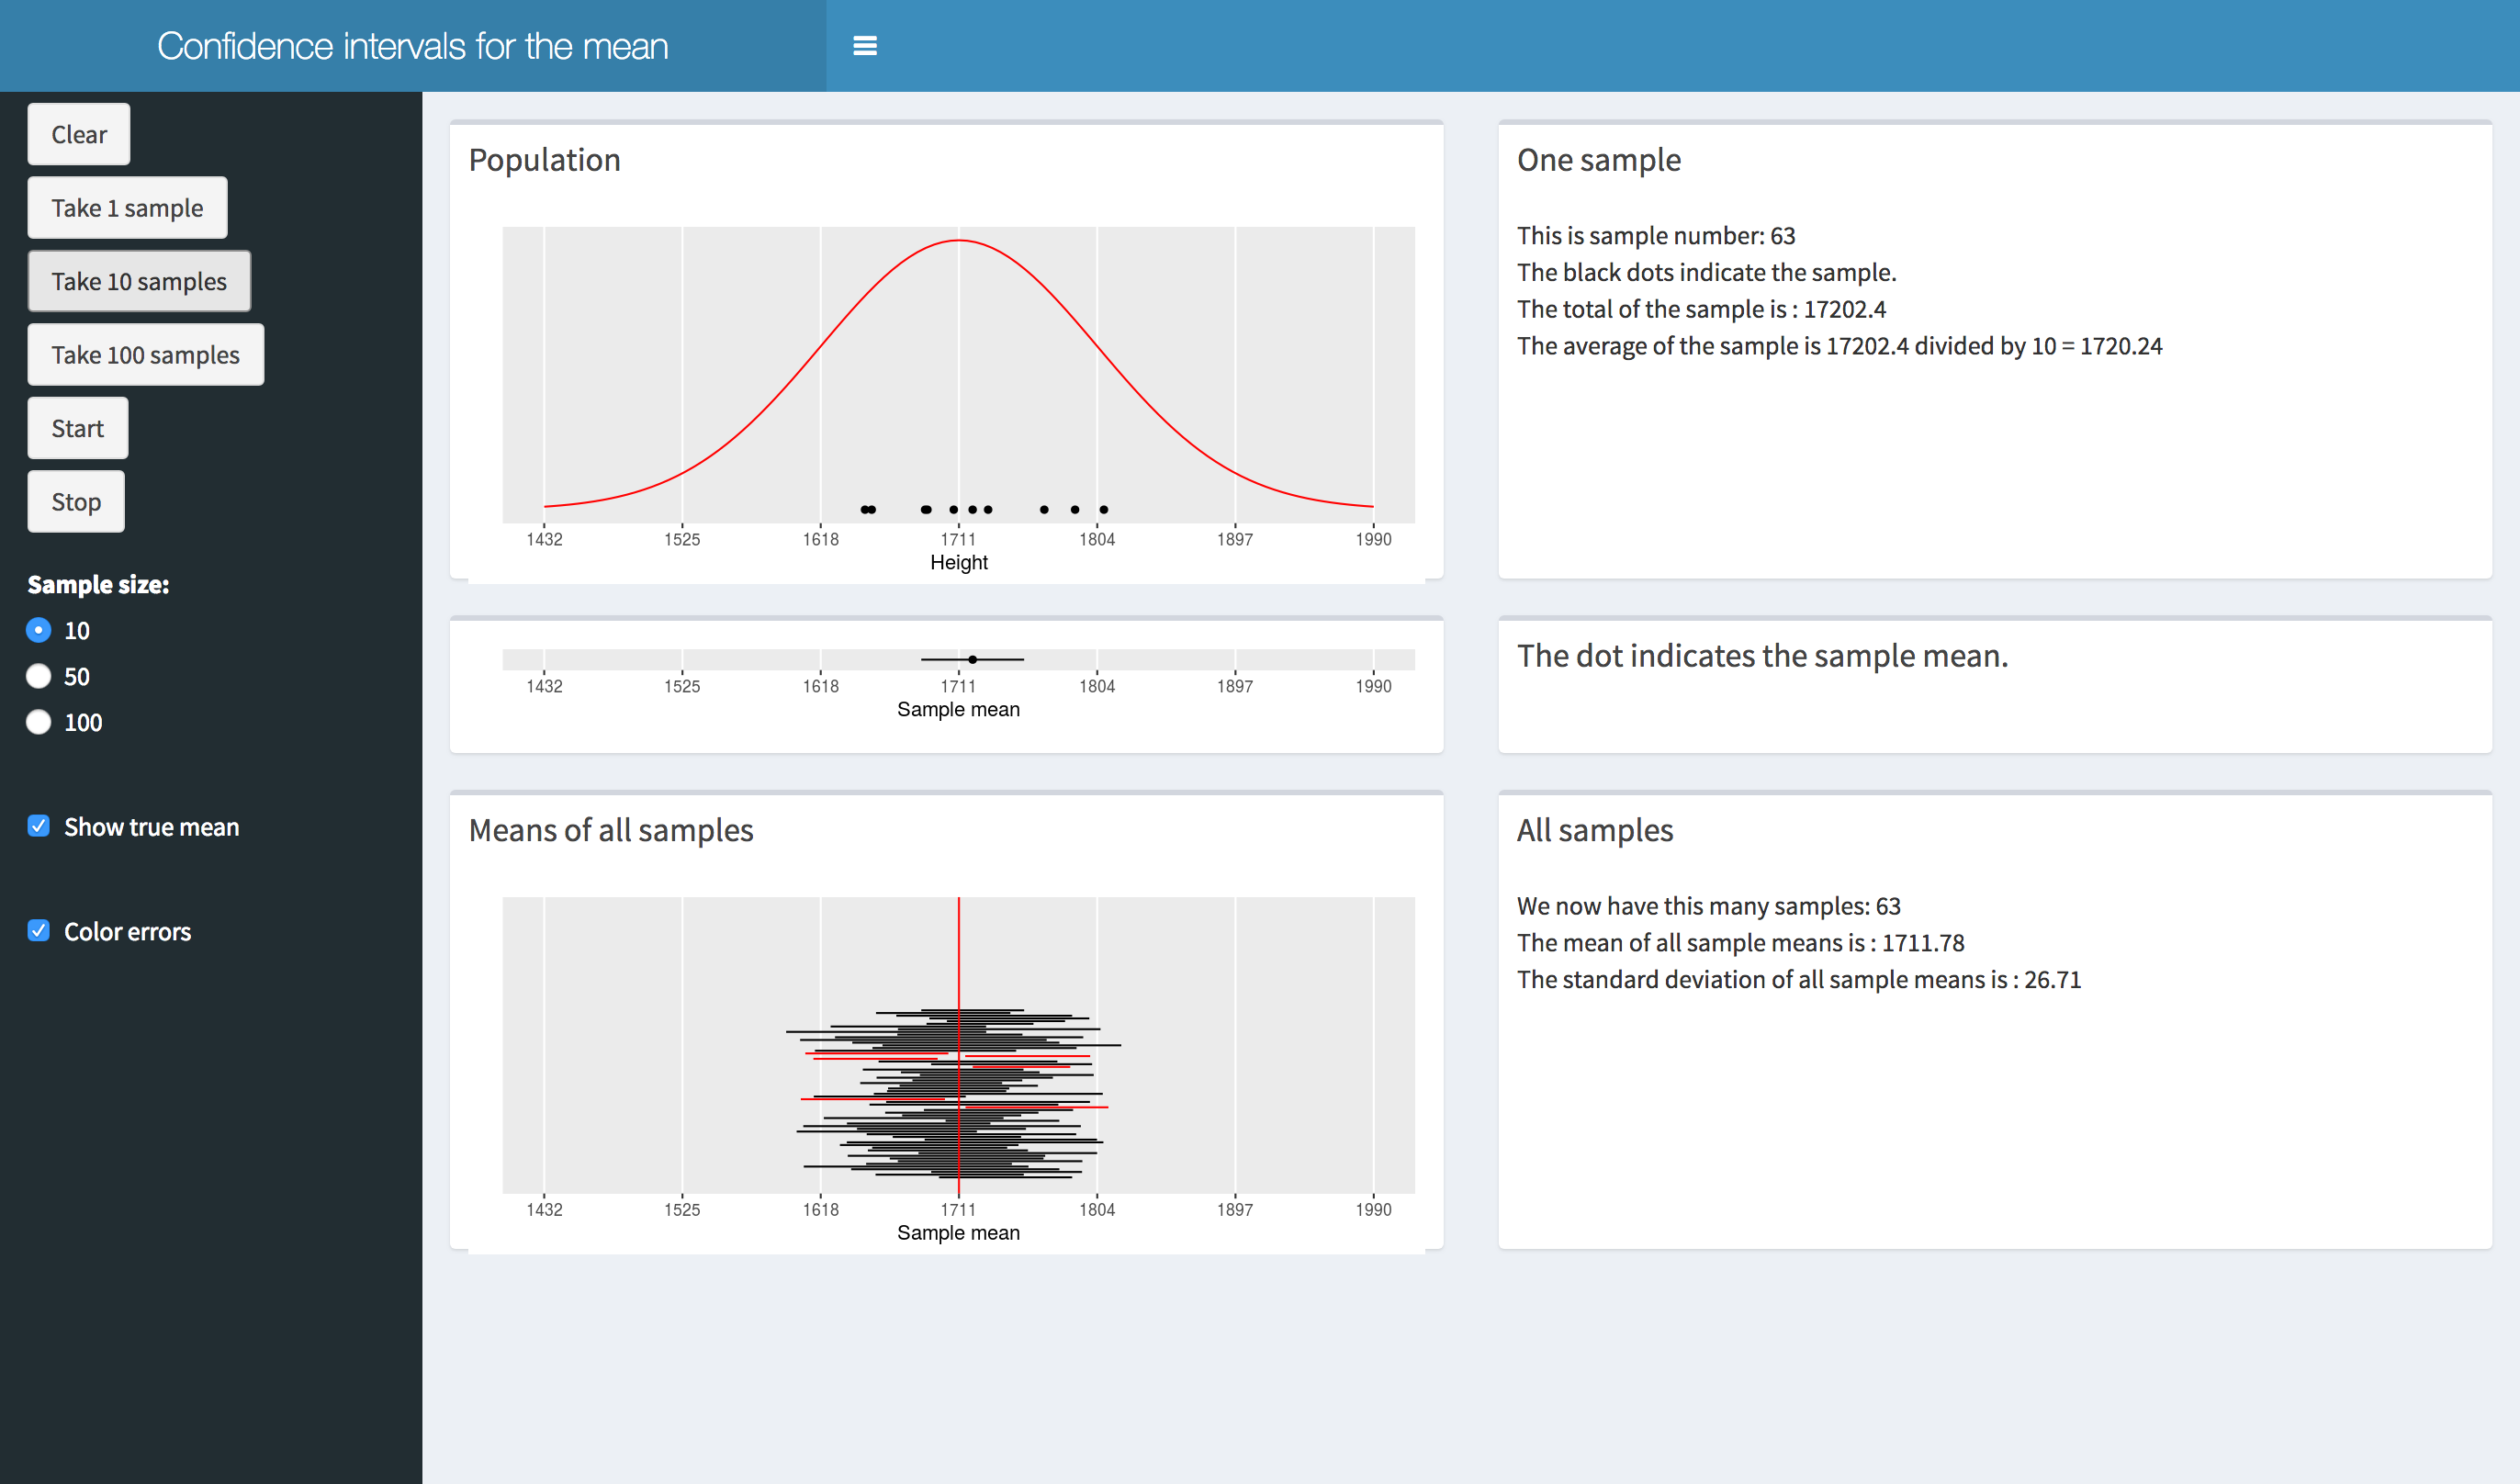 Confidence intervals for the mean
Clear
Take 1 sample
Take 10 samples
Take 100 samples
Start
Stop
Sample size:
10
50
100
Show true mean
Color errors
Population
1432 1525 1618 1711 1804 1897 1990
Height
One sample
This is sample number: 63
The black dots indicate the sample.
The total of the sample is : 17202.4
The average of the sample is 17202.4 divided by 10 = 1720.24
1432 1525 1618 1711 1804 1897 1990
Sample mean
The dot indicates the sample mean.
Means of all samples
1432 1525 1618 1711 1804 1897 1990
Sample mean
All samples
We now have this many samples: 63
The mean of all sample means is : 1711.78
The standard deviation of all sample means is : 26.71